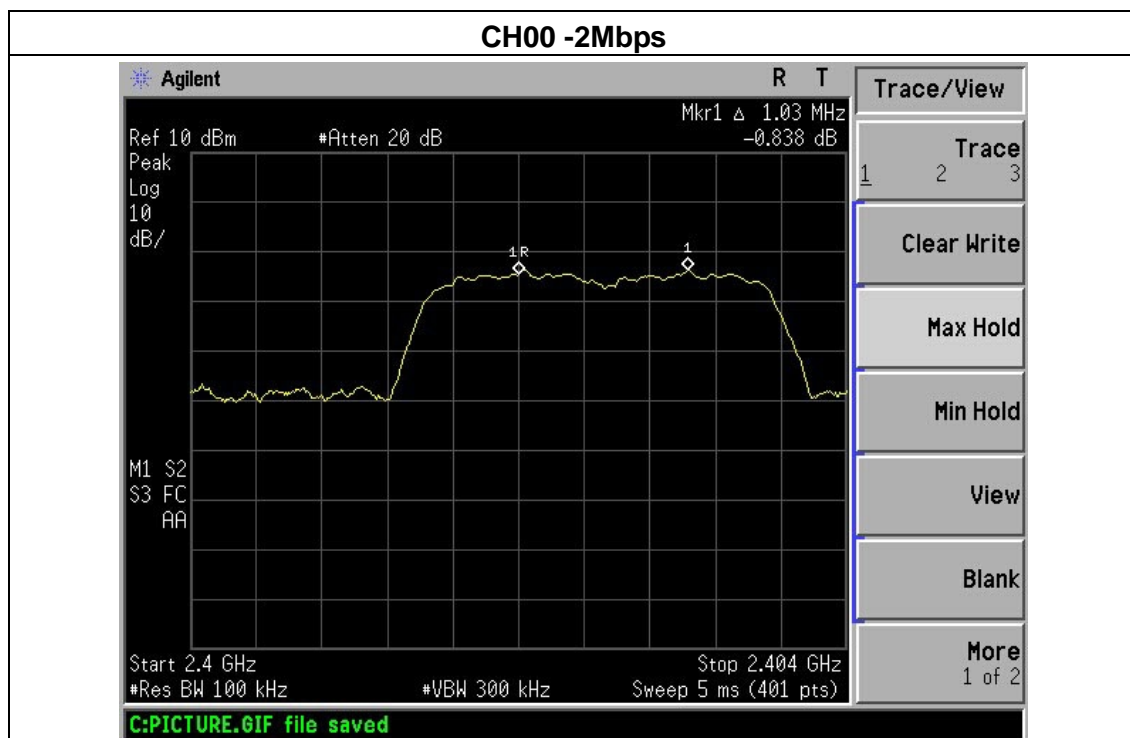 CH00 -2Mbps
Agilent R T
Mkr1 Δ 1.03 MHz
Ref 10 dBm #Atten 20 dB -0.838 dB
Peak
Log
10
dB/
1R
1
M1 S2
S3 FC
AA
Start 2.4 GHz Stop 2.404 GHz
#Res BW 100 kHz #VBW 300 kHz Sweep 5 ms (401 pts)
C:PICTURE.GIF file saved
Trace/View
Trace
1 2 3
Clear Write
Max Hold
Min Hold
View
Blank
More
1 of 2